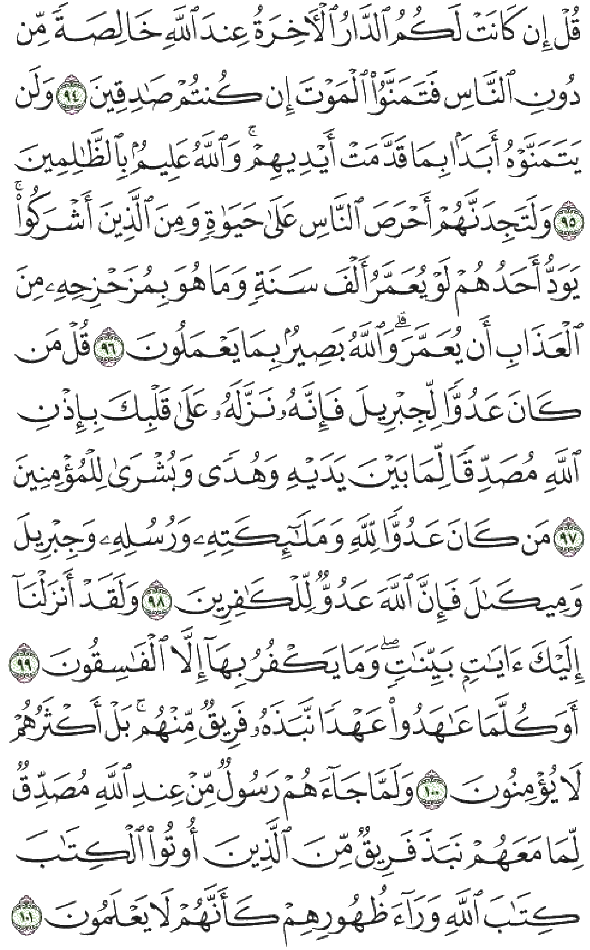 قُلْ إِن كَانَتْ لَكُمُ ٱلدَّارُ ٱلْـَٔاخِرَةُ عِندَ ٱللَّهِ خَالِصَةً مِّن
دُونِ ٱلنَّاسِ فَتَمَنَّوُا۟ ٱلْمَوْتَ إِن كُنتُمْ صَـٰدِقِينَ ٩٤ وَلَن
يَتَمَنَّوْهُ أَبَدًۢا بِمَا قَدَّمَتْ أَيْدِيهِمْ ۚ وَٱللَّهُ عَلِيمٌۢ بِٱلظَّـٰلِمِينَ
٩٥ وَلَتَجِدَنَّهُمْ أَحْرَصَ ٱلنَّاسِ عَلَىٰ حَيَوٰةٍ وَمِنَ ٱلَّذِينَ أَشْرَكُوا۟ ۚ
يَوَدُّ أَحَدُهُمْ لَوْ يُعَمَّرُ أَلْفَ سَنَةٍ وَمَا هُوَ بِمُزَحْزِحِهِۦ مِنَ
ٱلْعَذَابِ أَن يُعَمَّرَ ۗ وَٱللَّهُ بَصِيرٌۢ بِمَا يَعْمَلُونَ ٩٦ قُلْ مَن
كَانَ عَدُوًّا لِّجِبْرِيلَ فَإِنَّهُۥ نَزَّلَهُۥ عَلَىٰ قَلْبِكَ بِإِذْنِ
ٱللَّهِ مُصَدِّقًا لِّمَا بَيْنَ يَدَيْهِ وَهُدًى وَبُشْرَىٰ لِلْمُؤْمِنِينَ
٩٧ مَن كَانَ عَدُوًّا لِّلَّهِ وَمَلَـٰٓئِكَتِهِۦ وَرُسُلِهِۦ وَجِبْرِيلَ
وَمِيكَىٰلَ فَإِنَّ ٱللَّهَ عَدُوٌّ لِّلْكَـٰفِرِينَ ٩٨ وَلَقَدْ أَنزَلْنَآ
إِلَيْكَ ءَايَـٰتٍۭ بَيِّنَـٰتٍ ۖ وَمَا يَكْفُرُ بِهَآ إِلَّا ٱلْفَـٰسِقُونَ ٩٩
أَوَكُلَّمَا عَـٰهَدُوا۟ عَهْدًا نَّبَذَهُۥ فَرِيقٌ مِّنْهُم ۚ بَلْ أَكْثَرُهُمْ
لَا يُؤْمِنُونَ ١٠٠ وَلَمَّا جَآءَهُمْ رَسُولٌ مِّنْ عِندِ ٱللَّهِ مُصَدِّقٌ
لِّمَا مَعَهُمْ نَبَذَ فَرِيقٌ مِّنَ ٱلَّذِينَ أُوتُوا۟ ٱلْكِتَـٰبَ
كِتَـٰبَ ٱللَّهِ وَرَآءَ ظُهُورِهِمْ كَأَنَّهُمْ لَا يَعْلَمُونَ ١٠١